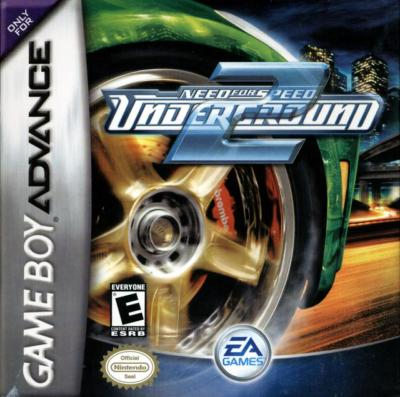 ONLY
FOR
GAME BOY ADVANCE
NEED FOR SPEED
UNDERGROUND
2
brembo
EVERYONE
E
CONTENT RATED BY
ESRB
Official
Nintendo
Seal
EA
GAMES